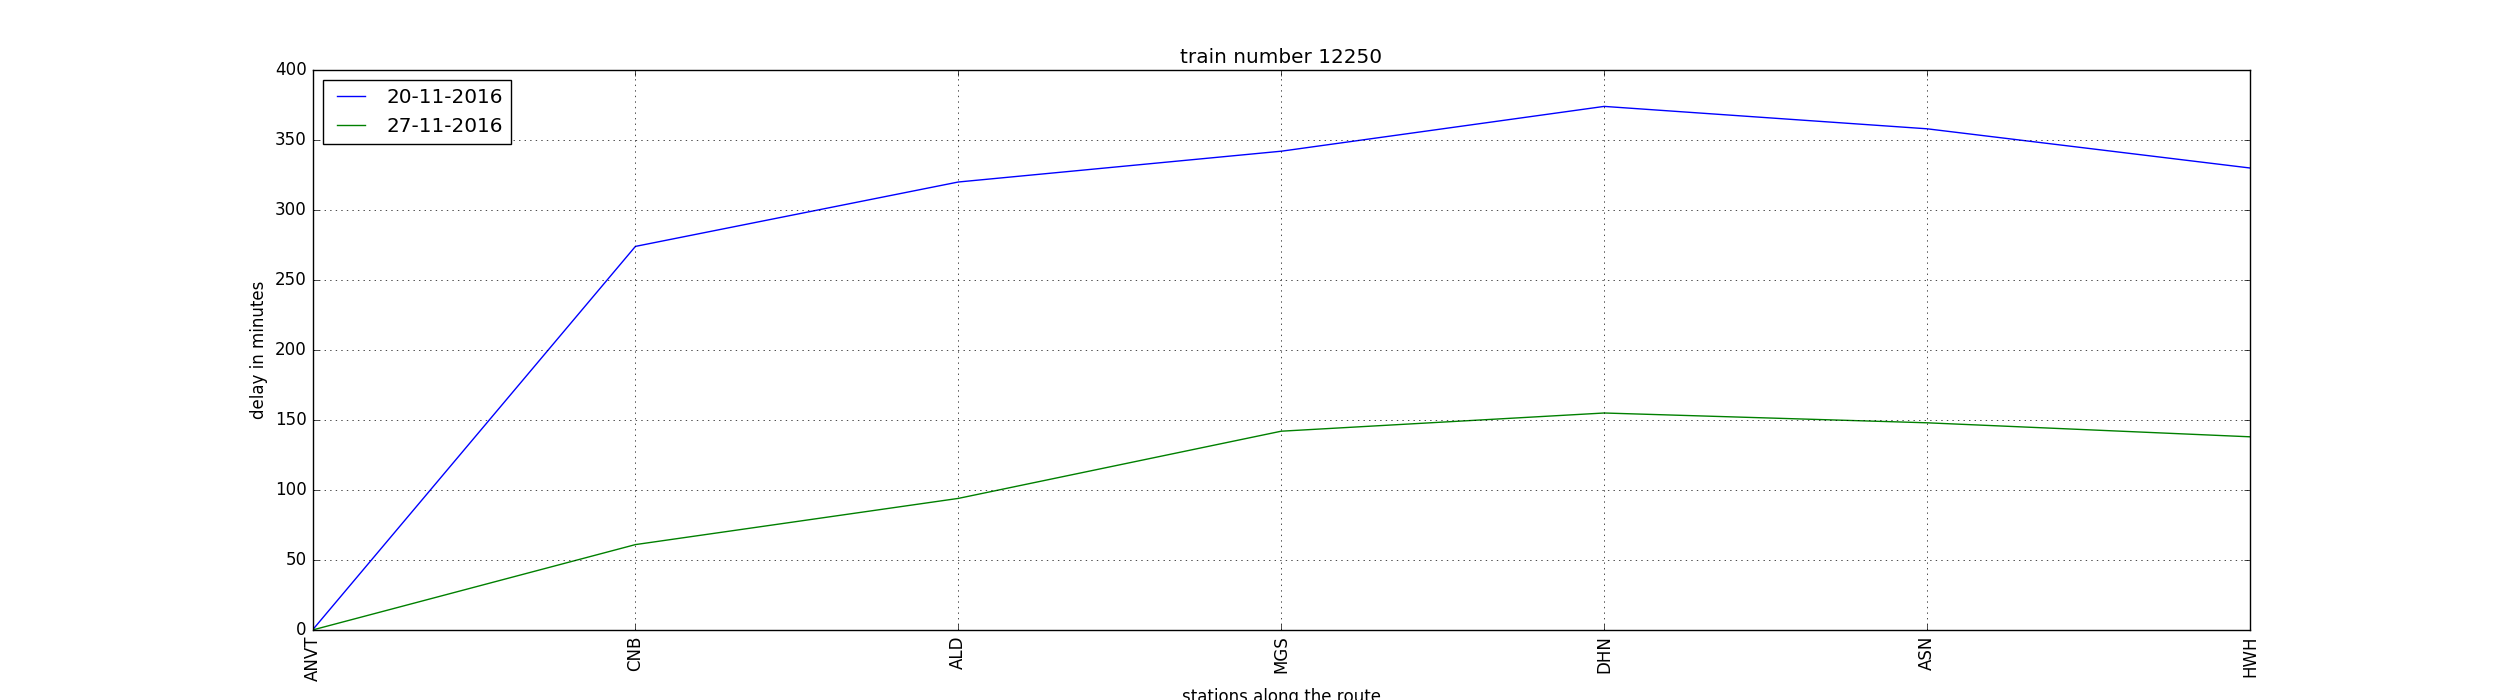 train number 12250
20-11-2016
27-11-2016
400
350
300
250
200
150
100
50
0
delay in minutes
ANVT
CNB
ALD
MGS
DHN
ASN
HWH
stations along the route